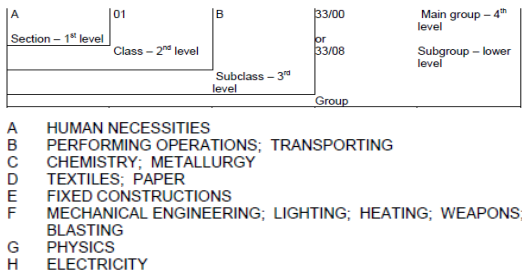 A 01 B 33/00 Main group – 4th level
Section – 1st level or
Class – 2nd level 33/08 Subgroup – lower level
Subclass – 3rd level
Group
A HUMAN NECESSITIES
B PERFORMING OPERATIONS; TRANSPORTING
C CHEMISTRY; METALLURGY
D TEXTILES; PAPER
E FIXED CONSTRUCTIONS
F MECHANICAL ENGINEERING; LIGHTING; HEATING; WEAPONS;
BLASTING
G PHYSICS
H ELECTRICITY